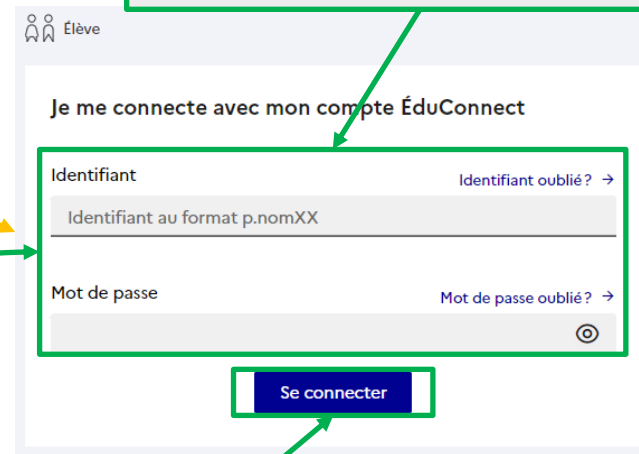 Élève
Je me connecte avec mon compte ÉduConnect
Identifiant
Identifiant oublié? →
Identifiant au format p.nomXX
Mot de passe
Mot de passe oublié? →
Se connecter